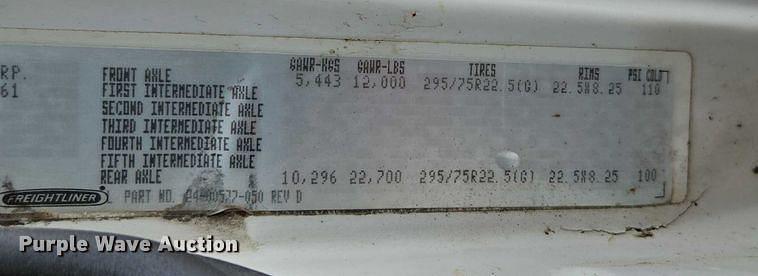 GAWR-KGS GAWR-LBS TIRES RIMS PSI COLD
RP. FRONT AXLE 5,443 12,000 295/75R22.5(G) 22.5X8.25 110
61 FIRST INTERMEDIATE AXLE
SECOND INTERMEDIATE AXLE
THIRD INTERMEDIATE AXLE
FOURTH INTERMEDIATE AXLE
FIFTH INTERMEDIATE AXLE
REAR AXLE 10,296 22,700 295/75R22.5(G) 22.5X8.25 100
FREIGHTLINER PART NO. 24-00577-050 REV D
Purple Wave Auction